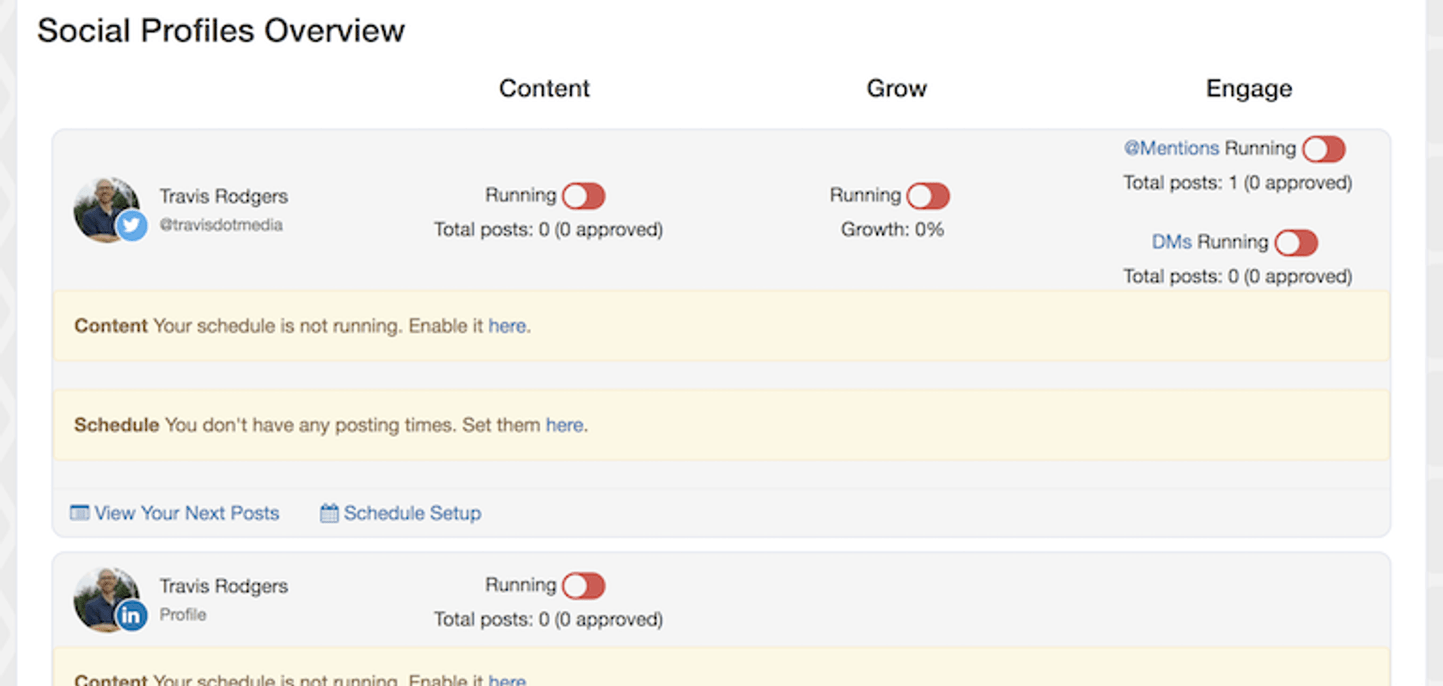 Social Profiles Overview
Content Grow Engage
@Mentions Running
Total posts: 1 (0 approved)
Travis Rodgers
@travisdotmedia
Running
Total posts: 0 (0 approved)
Running
Growth: 0%
DMs Running
Total posts: 0 (0 approved)
Content Your schedule is not running. Enable it here.
Schedule You don't have any posting times. Set them here.
View Your Next Posts Schedule Setup
in
Travis Rodgers
Profile
Running
Total posts: 0 (0 approved)
Content Your schedule is not running. Enable it here